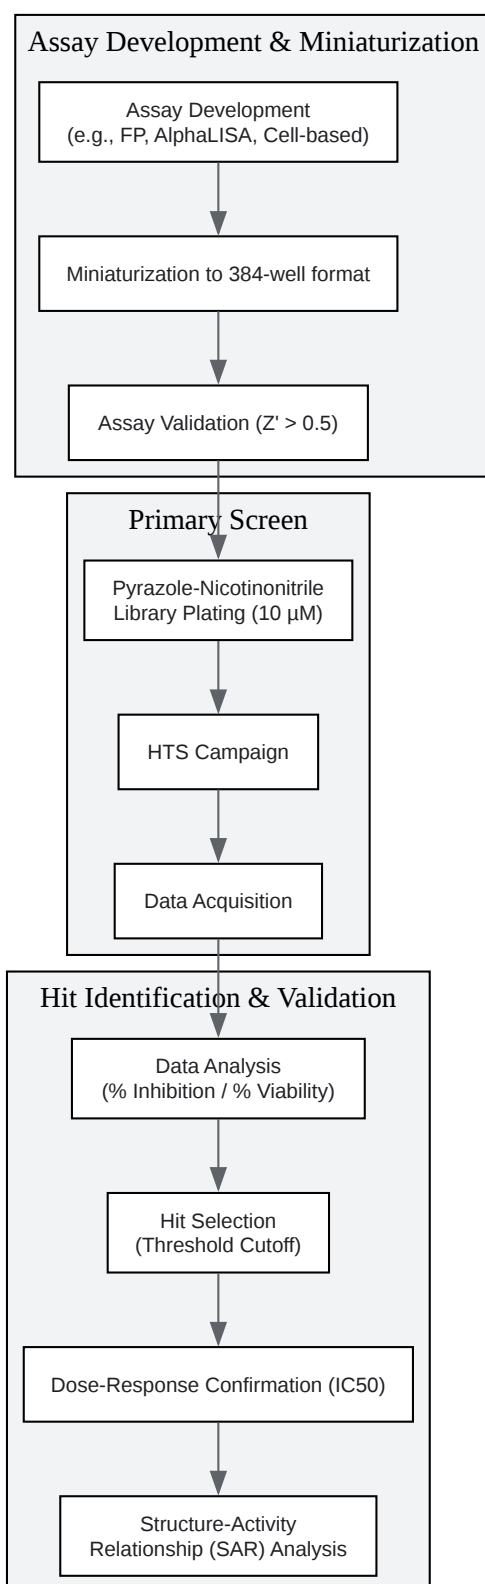 Assay Development & Miniaturization
Assay Development
(e.g., FP, AlphaLISA, Cell-based)
Miniaturization to 384-well format
Assay Validation (Z' > 0.5)
Primary Screen
Pyrazole-Nicotinonitrile
Library Plating (10 µM)
HTS Campaign
Data Acquisition
Hit Identification & Validation
Data Analysis
(% Inhibition / % Viability)
Hit Selection
(Threshold Cutoff)
Dose-Response Confirmation (IC50)
Structure-Activity
Relationship (SAR) Analysis